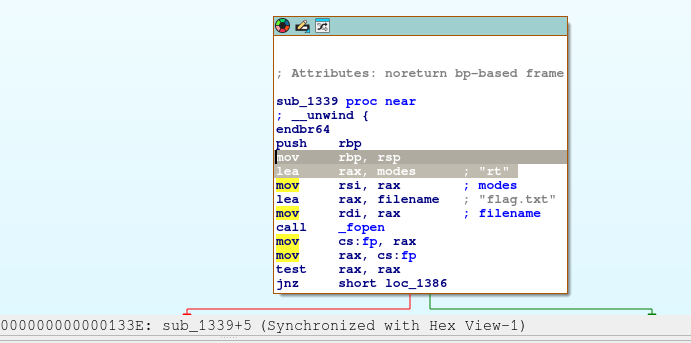 ; Attributes: noreturn bp-based frame
sub_1339 proc near
; __unwind {
endbr64
push rbp
mov rbp, rsp
lea rax, modes ; "rt"
mov rsi, rax ; modes
lea rax, filename ; "flag.txt"
mov rdi, rax ; filename
call _fopen
mov cs:fp, rax
mov rax, cs:fp
test rax, rax
jnz short loc_1386
000000000000133E: sub_1339+5 (Synchronized with Hex View-1)